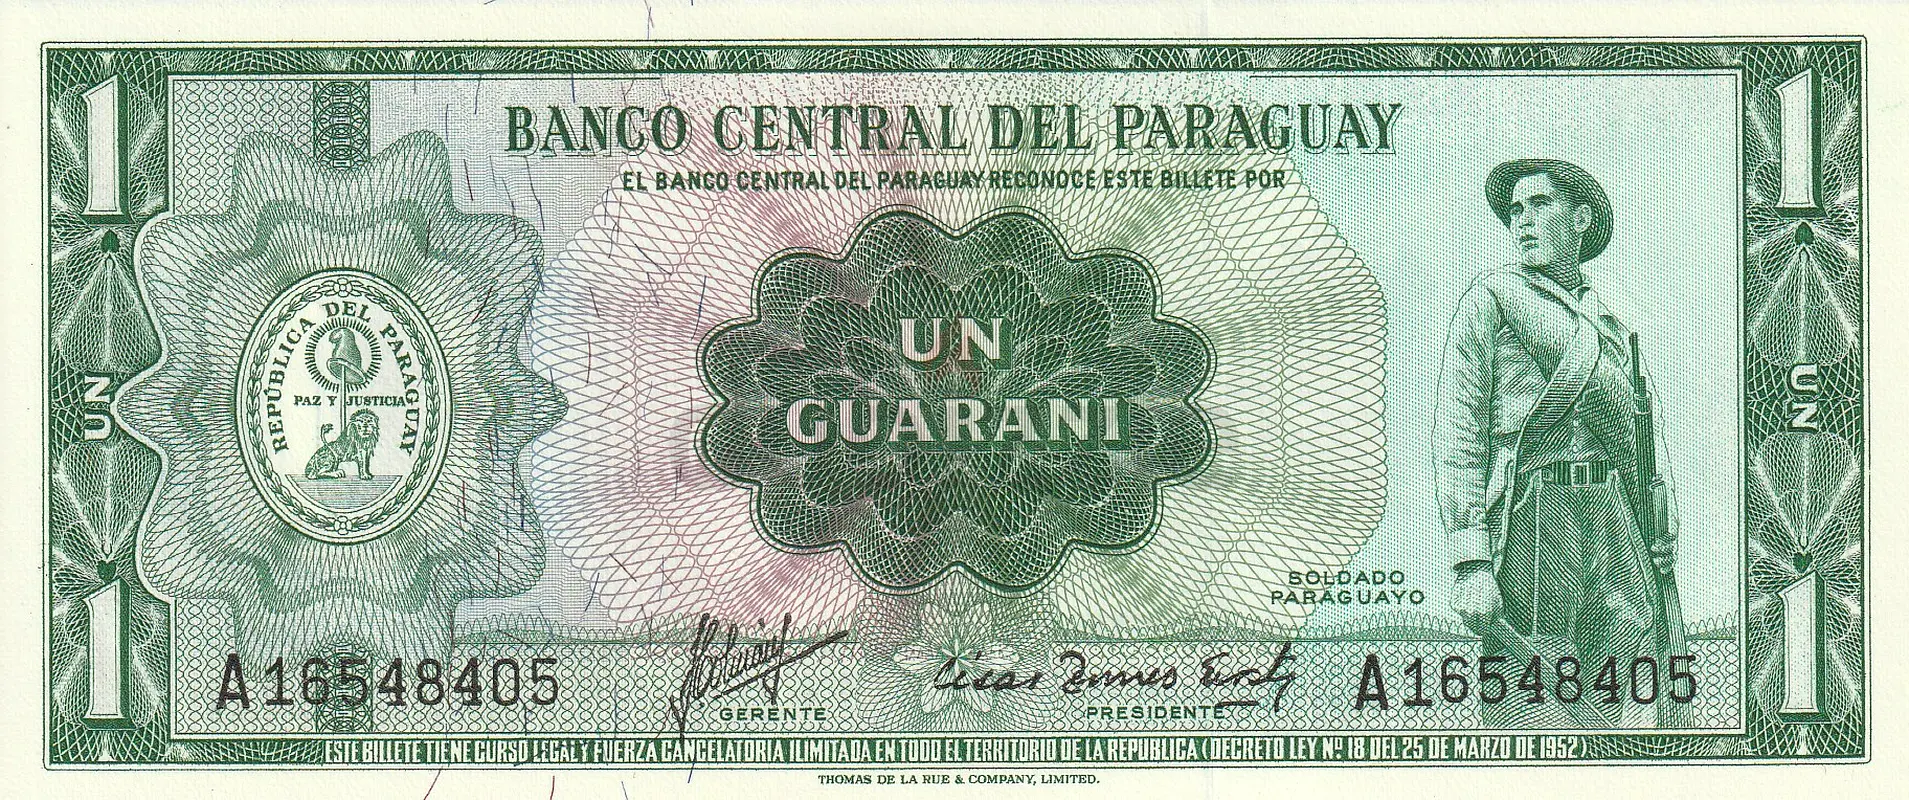 1
1
BANCO CENTRAL DEL PARAGUAY
EL BANCO CENTRAL DEL PARAGUAY RECONOCE ESTE BILLETE POR
REPÚBLICA DEL PARAGUAY
PAZ Y JUSTICIA
UN
UN
GUARANI
UN
SOLDADO
PARAGUAYO
1
1
A16548405
GERENTE
PRESIDENTE
A16548405
ESTE BILLETE TIENE CURSO LEGAL Y FUERZA CANCELATORIA ILIMITADA EN TODO EL TERRITORIO DE LA REPUBLICA (DECRETO LEY Nº 18 DEL 25 DE MARZO DE 1952)
THOMAS DE LA RUE & COMPANY, LIMITED.